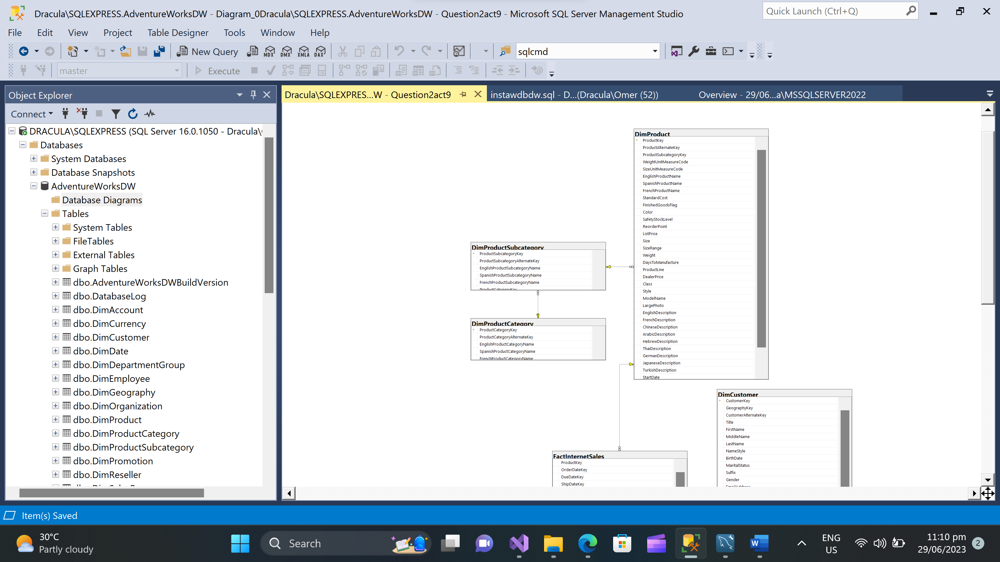 Dracula\SQLEXPRESS.AdventureWorksDW - Diagram_0Dracula\SQLEXPRESS.AdventureWorksDW - Question2act9 - Microsoft SQL Server Management Studio
Quick Launch (Ctrl+Q)
File Edit View Project Table Designer Tools Window Help
New Query MDX DMX XMLA DAX sqlcmd
master Execute
Object Explorer
Connect
DRACULA\SQLEXPRESS (SQL Server 16.0.1050 - Dracula\
Databases
System Databases
Database Snapshots
AdventureWorksDW
Database Diagrams
Tables
System Tables
FileTables
External Tables
Graph Tables
dbo.AdventureWorksDWBuildVersion
dbo.DatabaseLog
dbo.DimAccount
dbo.DimCurrency
dbo.DimCustomer
dbo.DimDate
dbo.DimDepartmentGroup
dbo.DimEmployee
dbo.DimGeography
dbo.DimOrganization
dbo.DimProduct
dbo.DimProductCategory
dbo.DimProductSubcategory
dbo.DimPromotion
dbo.DimReseller
Dracula\SQLEXPRES...W - Question2act9
instawdbdw.sql - D...(Dracula\Omer (52))
Overview - 29/06...a\MSSQLSERVER2022
DimProduct
ProductKey
ProductAlternateKey
ProductSubcategoryKey
WeightUnitMeasureCode
SizeUnitMeasureCode
EnglishProductName
SpanishProductName
FrenchProductName
StandardCost
FinishedGoodsFlag
Color
SafetyStockLevel
ReorderPoint
ListPrice
Size
SizeRange
Weight
DaysToManufacture
ProductLine
DealerPrice
Class
Style
ModelName
LargePhoto
EnglishDescription
FrenchDescription
ChineseDescription
ArabicDescription
HebrewDescription
ThaiDescription
GermanDescription
JapaneseDescription
TurkishDescription
StartDate
DimProductSubcategory
ProductSubcategoryKey
ProductSubcategoryAlternateKey
EnglishProductSubcategoryName
SpanishProductSubcategoryName
FrenchProductSubcategoryName
ProductCategoryKey
DimProductCategory
ProductCategoryKey
ProductCategoryAlternateKey
EnglishProductCategoryName
SpanishProductCategoryName
FrenchProductCategoryName
FactInternetSales
ProductKey
OrderDateKey
DueDateKey
ShipDateKey
DimCustomer
CustomerKey
GeographyKey
CustomerAlternateKey
Title
FirstName
MiddleName
LastName
NameStyle
BirthDate
MaritalStatus
Suffix
Gender
EmailAddress
Item(s) Saved
30°C
Partly cloudy
Search
ENG
US
11:10 pm
29/06/2023
2